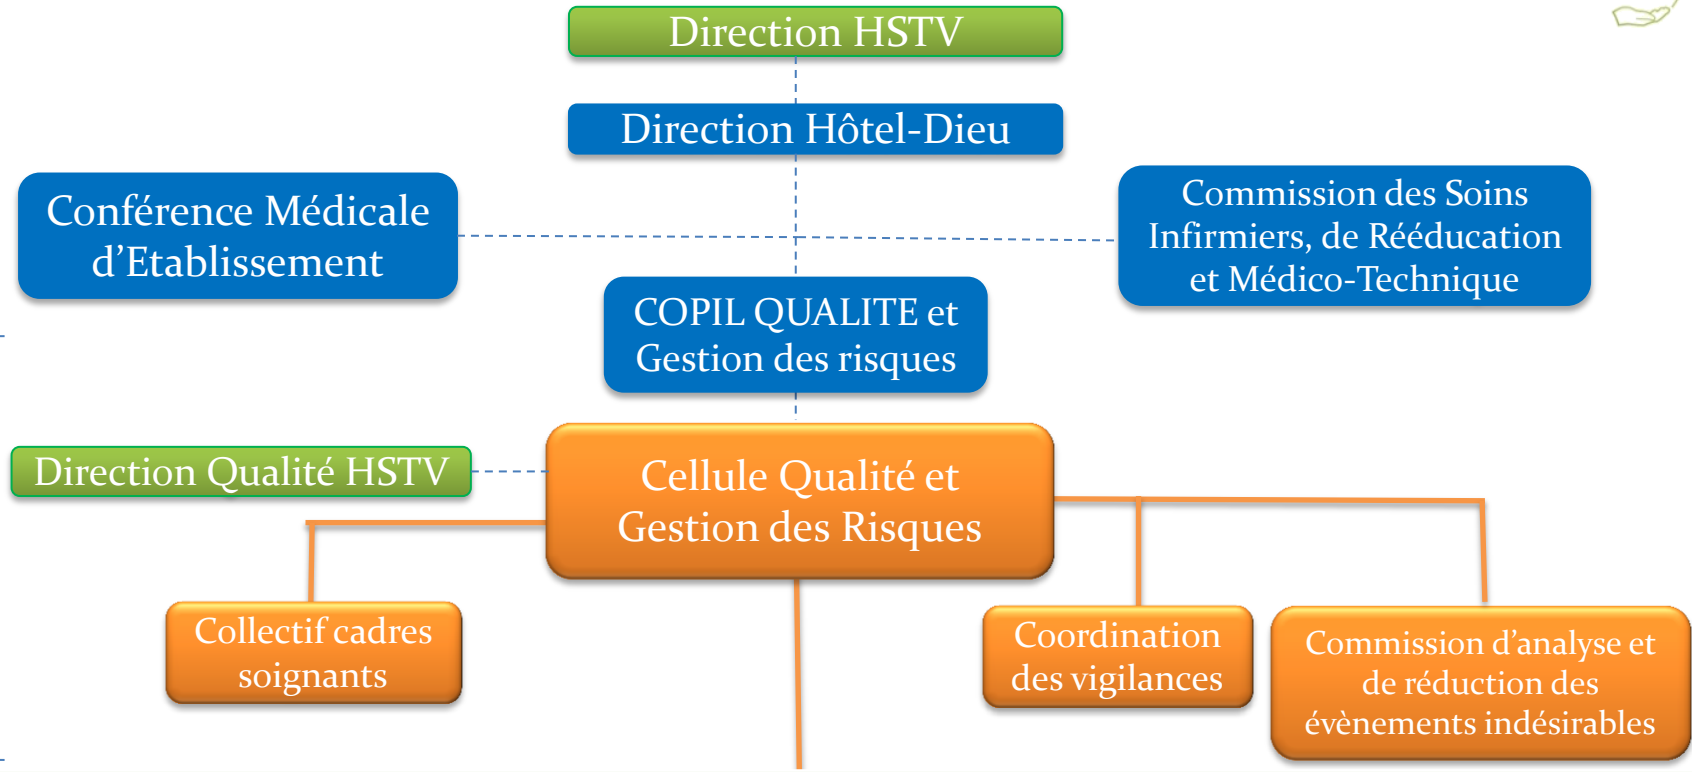 Direction HSTV
Direction Hôtel-Dieu
Conférence Médicale
d’Etablissement
Commission des Soins
Infirmiers, de Rééducation
et Médico-Technique
COPIL QUALITE et
Gestion des risques
Direction Qualité HSTV
Cellule Qualité et
Gestion des Risques
Collectif cadres
soignants
Coordination
des vigilances
Commission d’analyse et
de réduction des
évènements indésirables